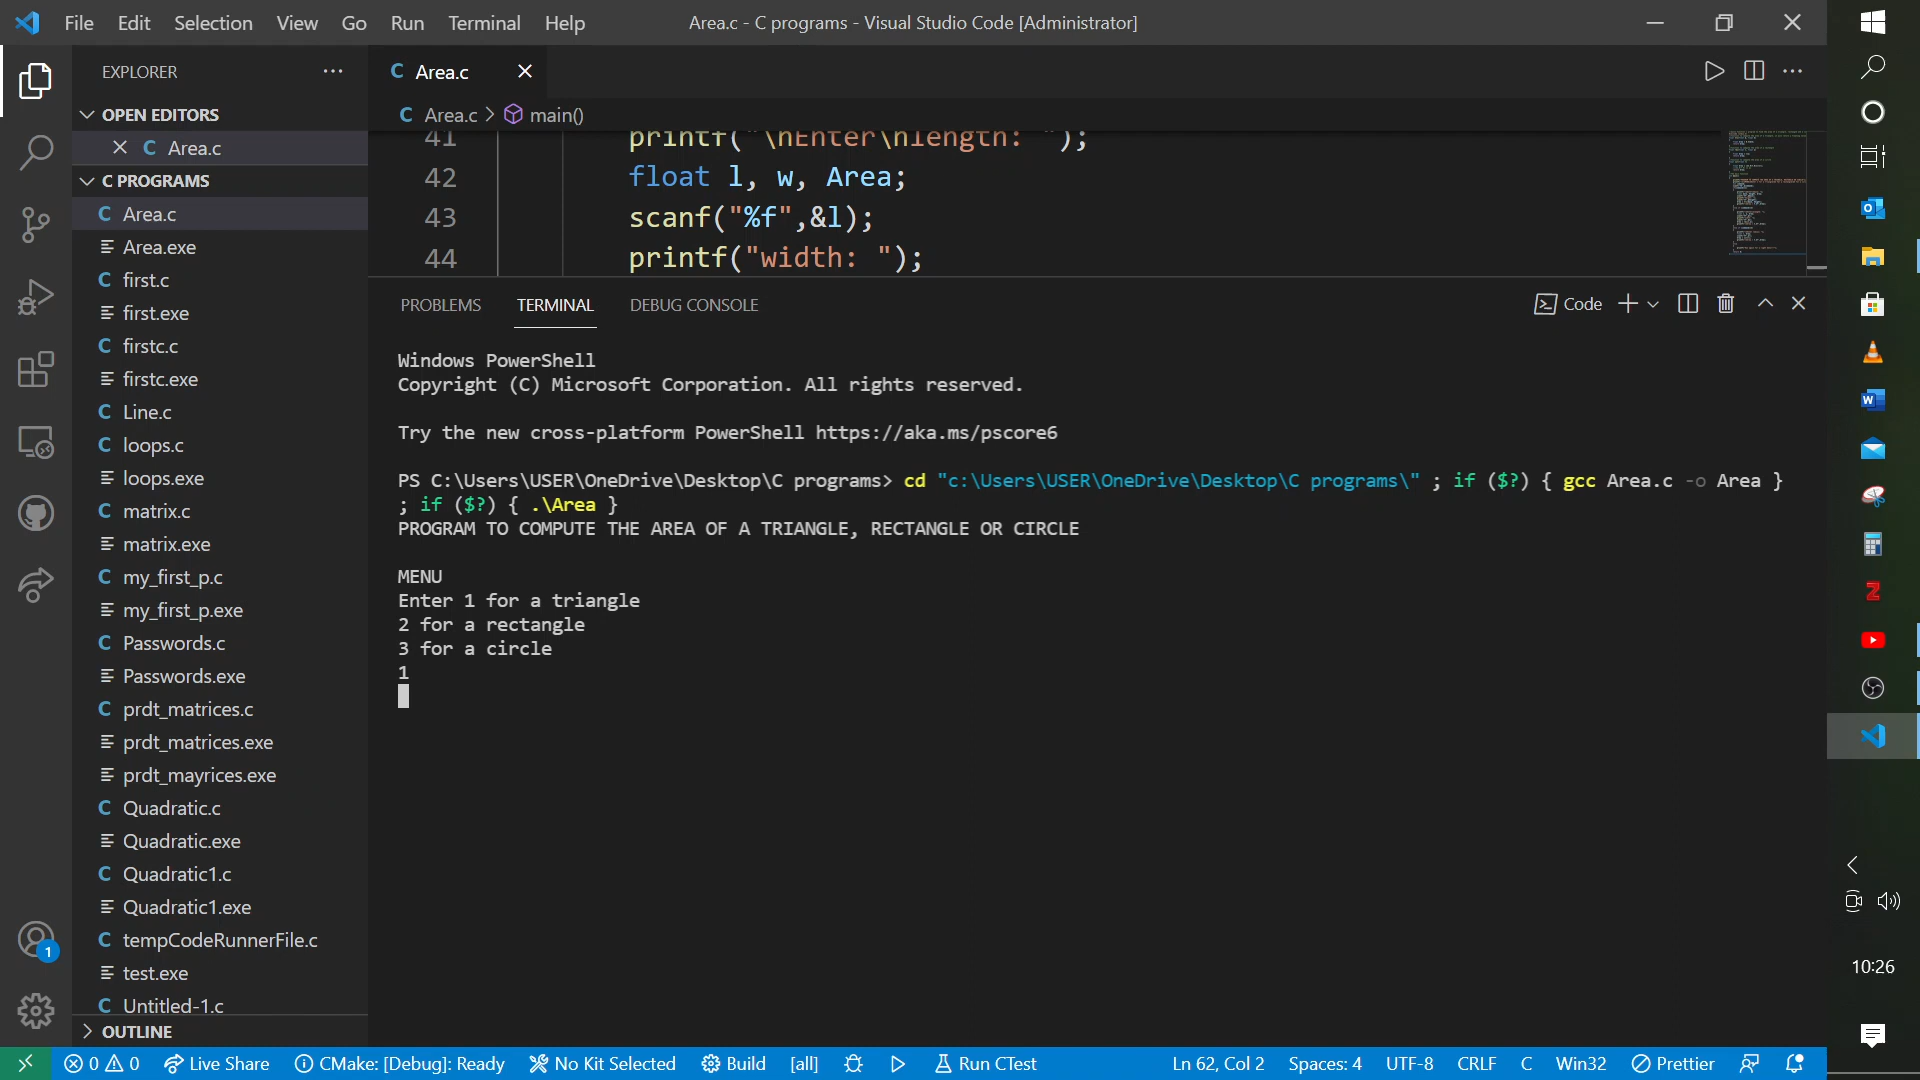 File Edit Selection View Go Run Terminal Help
Area.c - C programs - Visual Studio Code [Administrator]
EXPLORER
OPEN EDITORS
C Area.c
C PROGRAMS
C Area.c
Area.exe
C first.c
first.exe
C firstc.c
firstc.exe
C Line.c
C loops.c
loops.exe
C matrix.c
matrix.exe
C my_first_p.c
my_first_p.exe
C Passwords.c
Passwords.exe
C prdt_matrices.c
prdt_matrices.exe
prdt_mayrices.exe
C Quadratic.c
Quadratic.exe
C Quadratic1.c
Quadratic1.exe
C tempCodeRunnerFile.c
test.exe
C Untitled-1.c
OUTLINE
C Area.c
C Area.c > main()
41 printf("\nEnter\nlength: ");
42 float l, w, Area;
43 scanf("%f",&l);
44 printf("width: ");
PROBLEMS TERMINAL DEBUG CONSOLE
Code
Windows PowerShell
Copyright (C) Microsoft Corporation. All rights reserved.
Try the new cross-platform PowerShell https://aka.ms/pscore6
PS C:\Users\USER\OneDrive\Desktop\C programs> cd "c:\Users\USER\OneDrive\Desktop\C programs\" ; if ($?) { gcc Area.c -o Area }
; if ($?) { .\Area }
PROGRAM TO COMPUTE THE AREA OF A TRIANGLE, RECTANGLE OR CIRCLE
MENU
Enter 1 for a triangle
2 for a rectangle
3 for a circle
1
1
10:26
0 0 Live Share CMake: [Debug]: Ready No Kit Selected Build [all] Run CTest Ln 62, Col 2 Spaces: 4 UTF-8 CRLF C Win32 Prettier